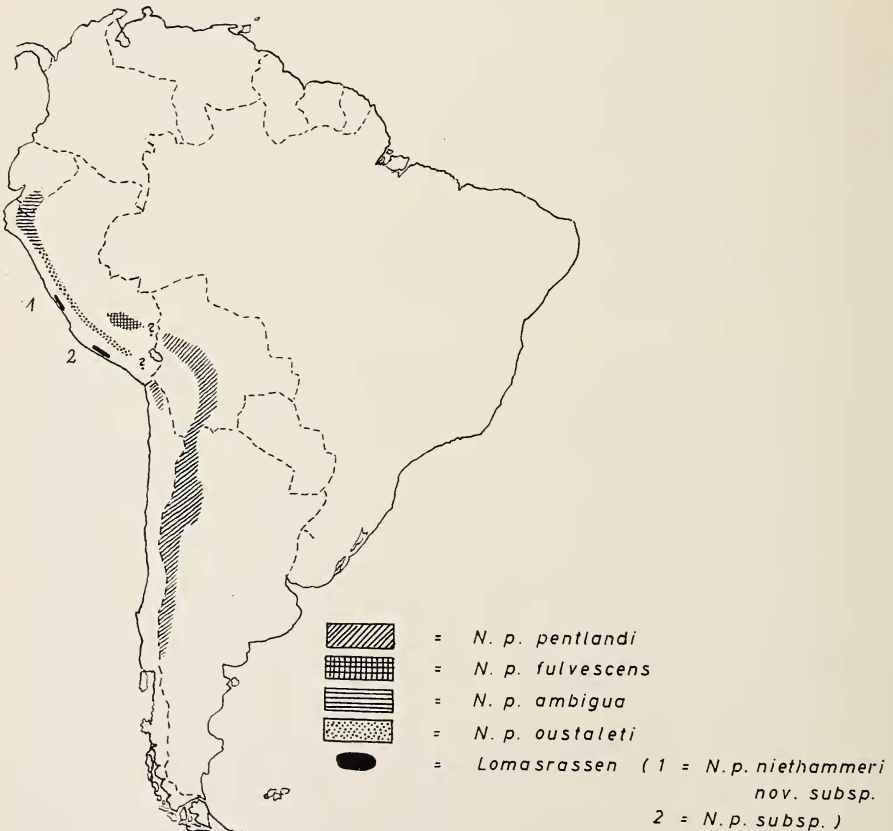 1
2
?
?
= N. p. pentlandi
= N. p. fulvescens
= N. p. ambigua
= N. p. oustaleti
= Lomasrassen ( 1 = N. p. niethammeri
nov. subsp.
2 = N. p. subsp. )